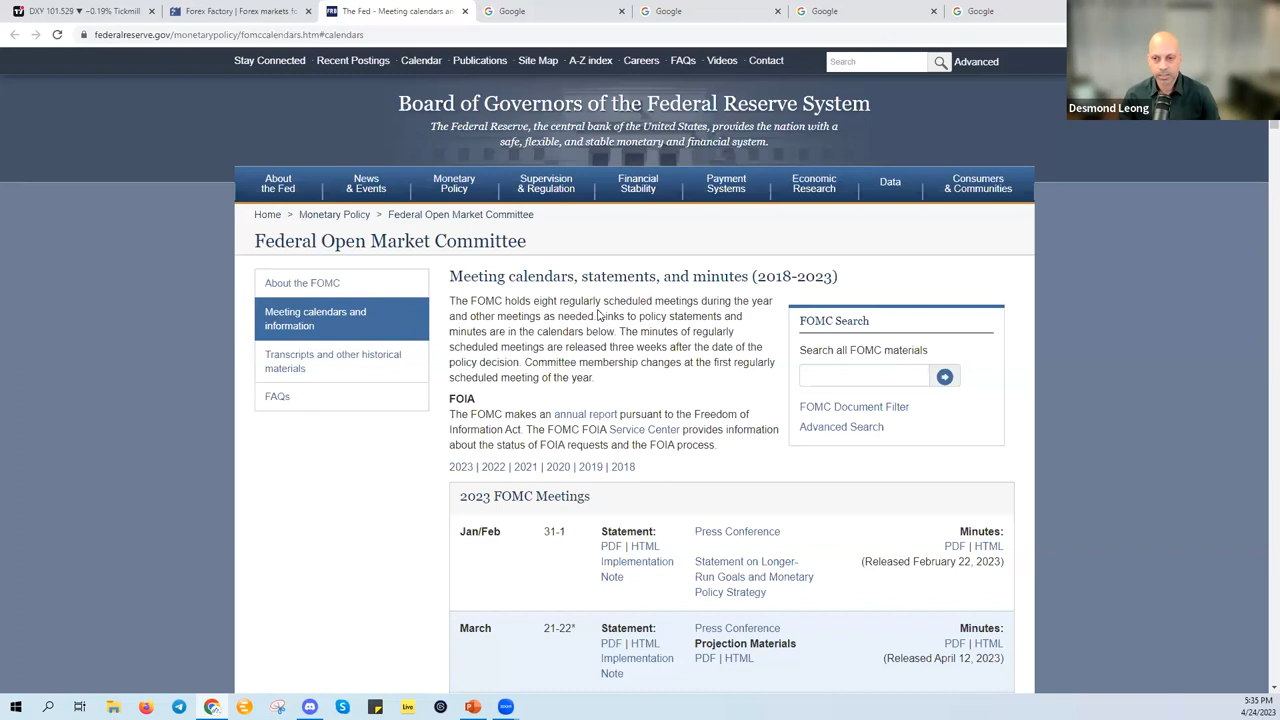 DXY 101.529 ▼ −0.19% Tickmill
Forex Factory | Forex markets fo
The Fed - Meeting calendars an
Google
Google
Google
Google
federalreserve.gov/monetarypolicy/fomccalendars.htm#calendars
Stay Connected Recent Postings Calendar Publications Site Map A-Z index Careers FAQs Videos Contact
Search
Advanced
Desmond Leong
Board of Governors of the Federal Reserve System
The Federal Reserve, the central bank of the United States, provides the nation with a
safe, flexible, and stable monetary and financial system.
About
the Fed
News
& Events
Monetary
Policy
Supervision
& Regulation
Financial
Stability
Payment
Systems
Economic
Research
Data
Consumers
& Communities
Home > Monetary Policy > Federal Open Market Committee
Federal Open Market Committee
About the FOMC
Meeting calendars and
information
Transcripts and other historical
materials
FAQs
Meeting calendars, statements, and minutes (2018-2023)
The FOMC holds eight regularly scheduled meetings during the year
and other meetings as needed. Links to policy statements and
minutes are in the calendars below. The minutes of regularly
scheduled meetings are released three weeks after the date of the
policy decision. Committee membership changes at the first regularly
scheduled meeting of the year.
FOIA
The FOMC makes an annual report pursuant to the Freedom of
Information Act. The FOMC FOIA Service Center provides information
about the status of FOIA requests and the FOIA process.
2023 | 2022 | 2021 | 2020 | 2019 | 2018
FOMC Search
Search all FOMC materials
FOMC Document Filter
Advanced Search
2023 FOMC Meetings
Jan/Feb
31-1
Statement:
PDF | HTML
Implementation
Note
Press Conference
Statement on Longer-
Run Goals and Monetary
Policy Strategy
Minutes:
PDF | HTML
(Released February 22, 2023)
March
21-22*
Statement:
PDF | HTML
Implementation
Note
Press Conference
Projection Materials
PDF | HTML
Minutes:
PDF | HTML
(Released April 12, 2023)
Live
zoom
5:35 PM
4/24/2023